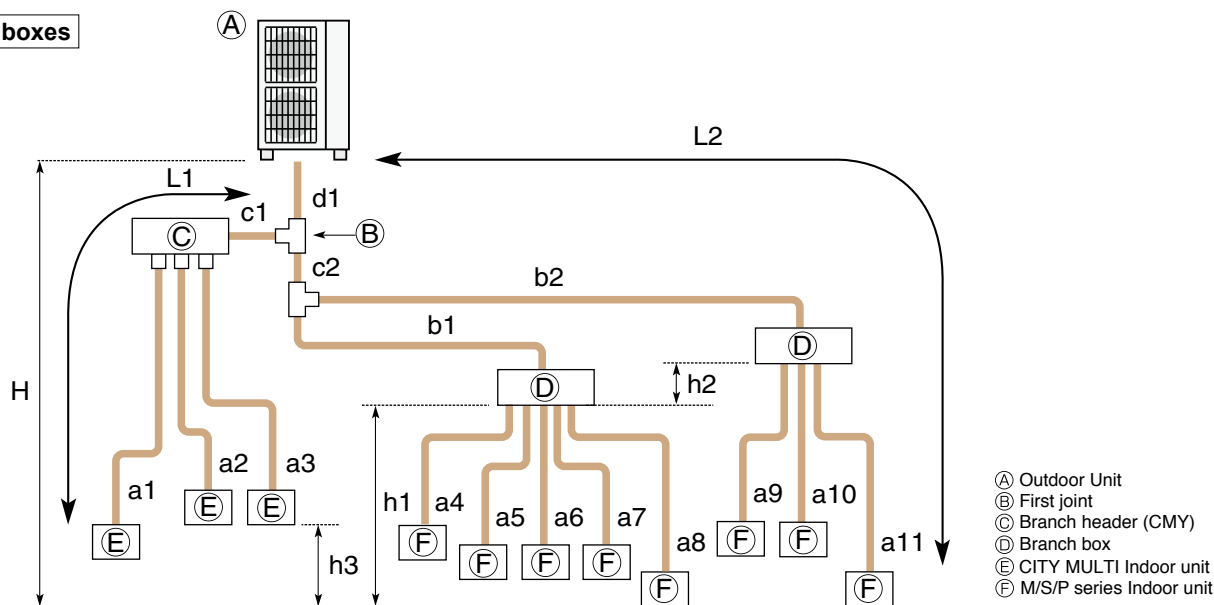 boxes
Ⓐ
L2
L1
d1
c1
Ⓒ
Ⓑ
c2
b2
b1
Ⓓ
H
Ⓓ
h2
a1
a2
a3
Ⓔ
Ⓔ
Ⓔ
h3
h1
a4
a5
a6
a7
a8
Ⓕ
Ⓕ
Ⓕ
Ⓕ
Ⓕ
a9
a10
a11
Ⓕ
Ⓕ
Ⓕ
Ⓐ Outdoor Unit
Ⓑ First joint
Ⓒ Branch header (CMY)
Ⓓ Branch box
Ⓔ CITY MULTI Indoor unit
Ⓕ M/S/P series Indoor unit